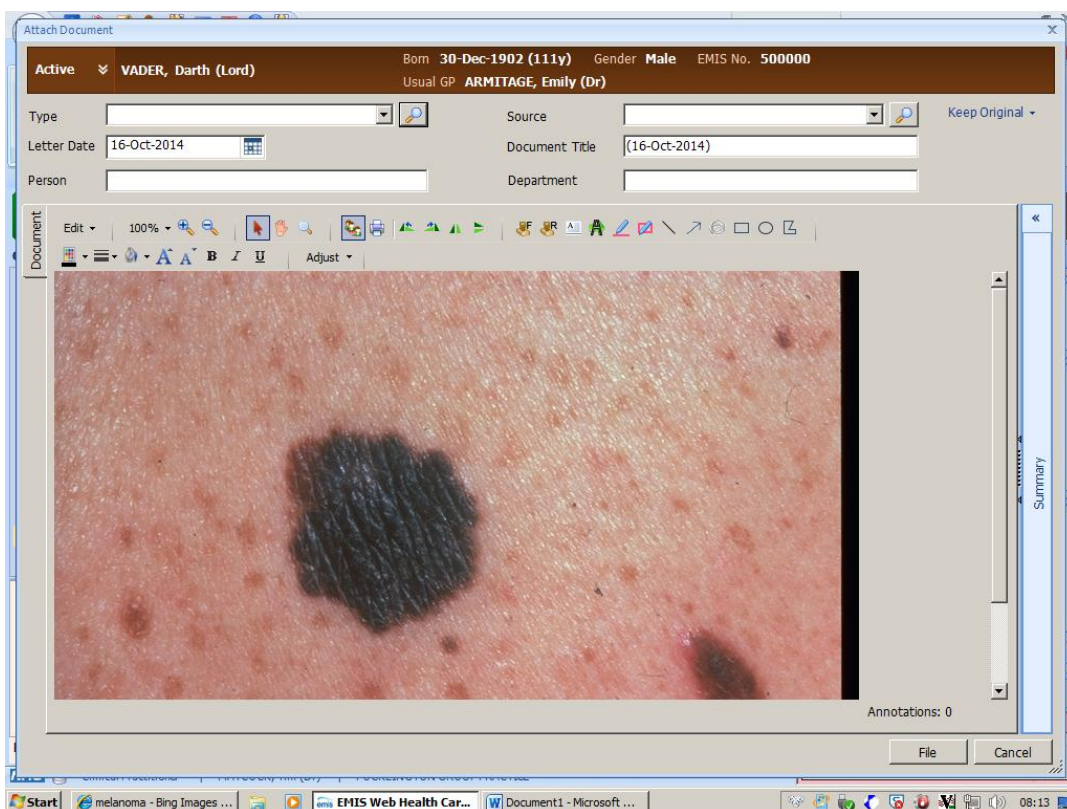 Attach Document
x
Active VADER, Darth (Lord) Born 30-Dec-1902 (111y) Gender Male EMIS No. 500000
Usual GP ARMITAGE, Emily (Dr)
Type Source Keep Original
Letter Date 16-Oct-2014 Document Title (16-Oct-2014)
Person Department
Document
Edit 100% F R A A
A A B I U Adjust
«
Summary
Annotations: 0
File Cancel
Start melanoma - Bing Images ... emis EMIS Web Health Car... W Document1 - Microsoft ... 08:13